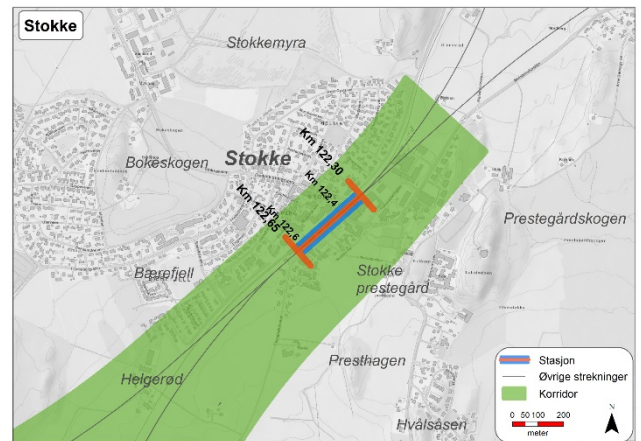 Stokke
Stokkemyra
Bokeskogen
Stokke
Km 122,30
Km 122,4
Km 122,65
Km 122,6
Prestegårdskogen
Bærefjell
Stokke
prestegård
Presthagen
Helgerød
Hvålsåsen
Stasjon
Øvrige strekninger
Korridor
0 50 100 200
meter
N